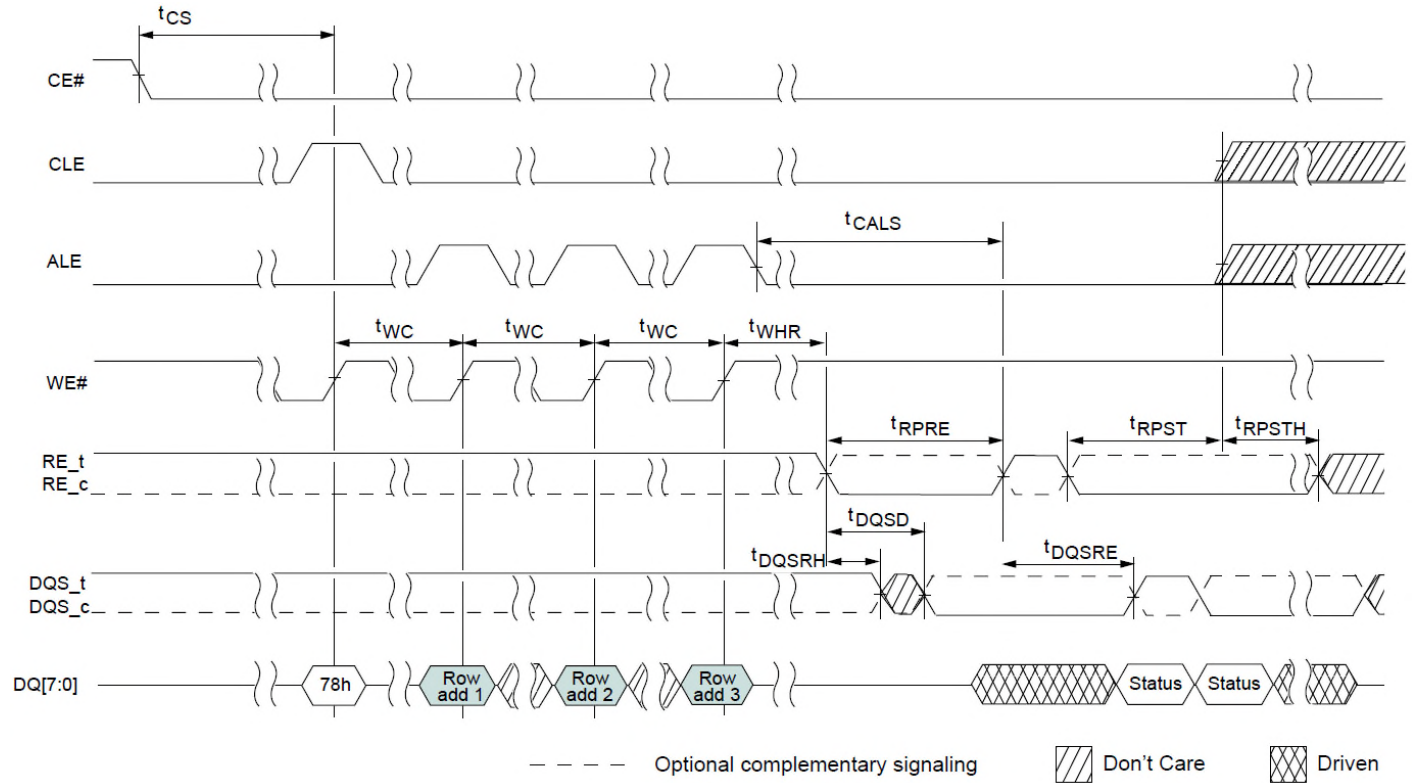 tCS
CE#
CLE
tCALS
ALE
tWC tWC tWC tWHR
WE#
tRPRE tRPST tRPSTH
RE_t
RE_c
tDQSD
tDQSRH tDQSRE
DQS_t
DQS_c
DQ[7:0] 78h Row add 1 Row add 2 Row add 3 Status Status
Optional complementary signaling Don't Care Driven